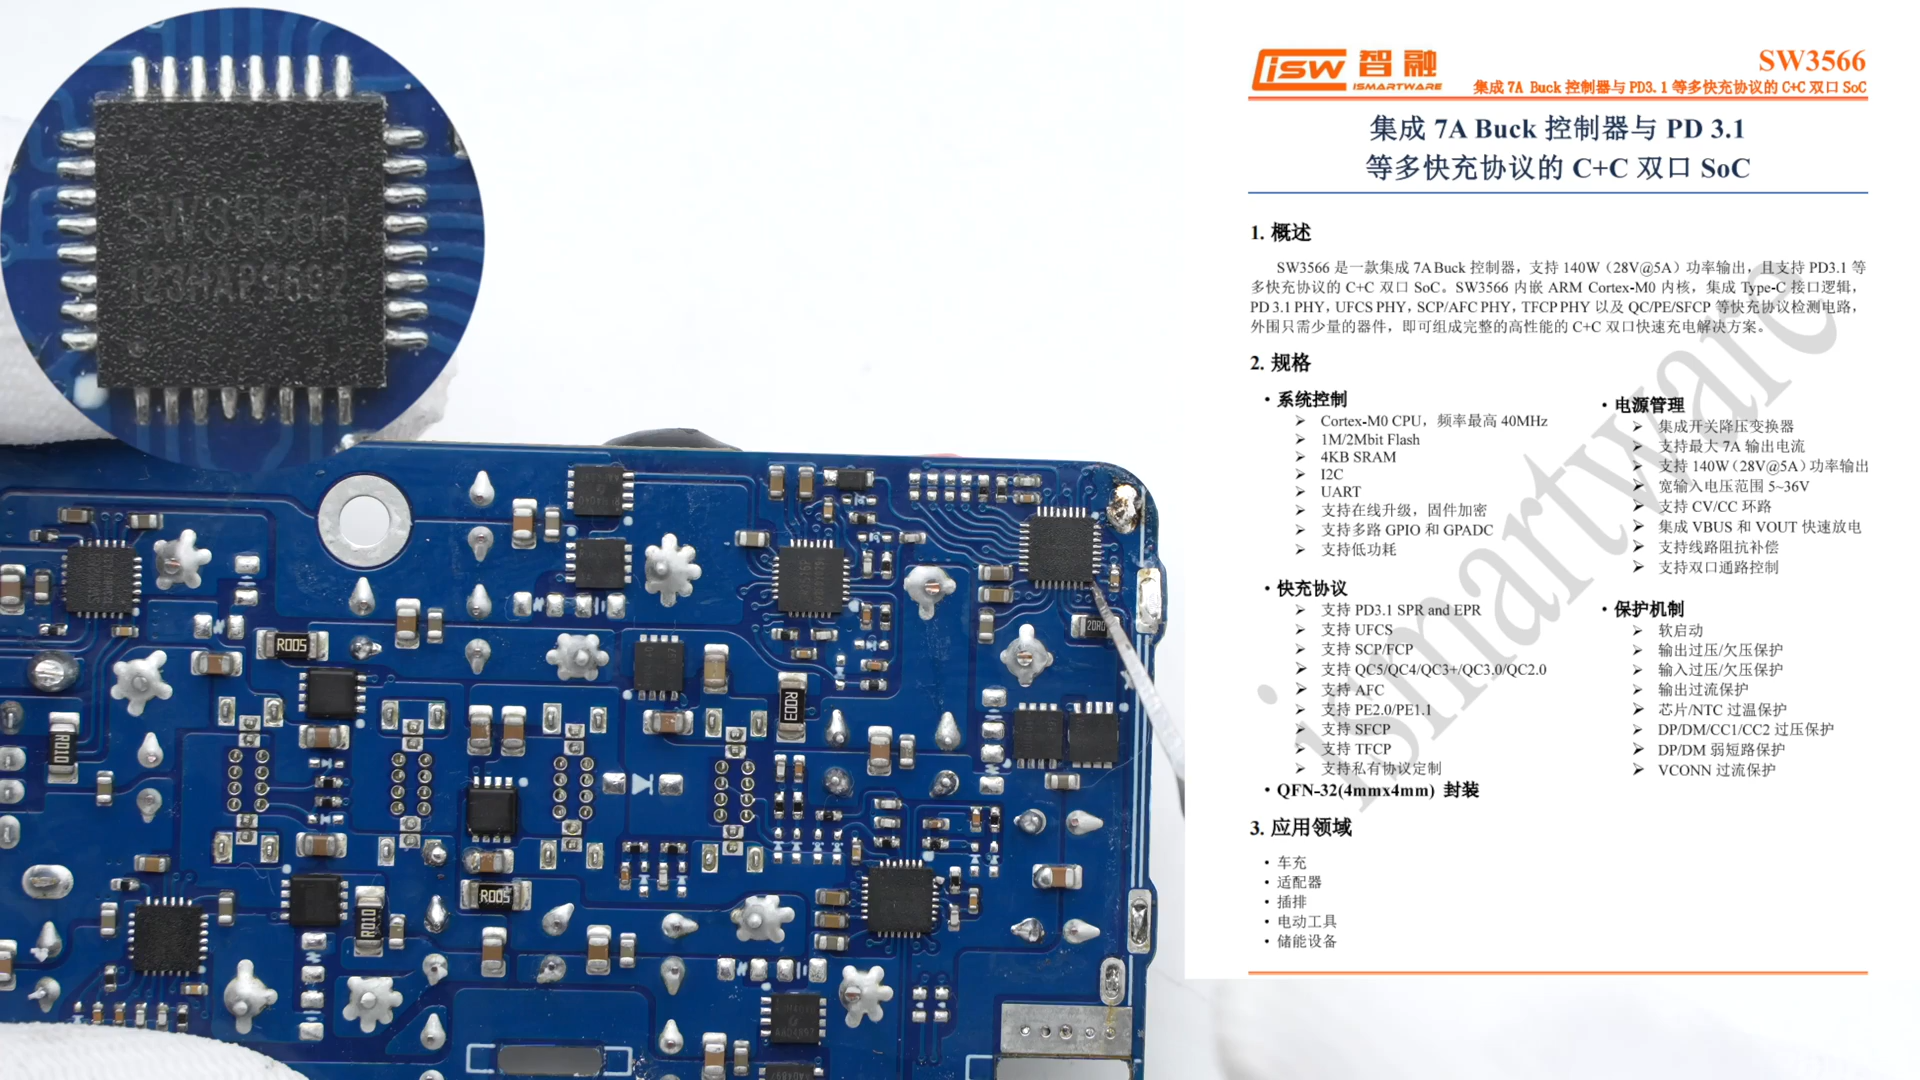 SW3566H
123HAP9592
R005
R010
E003
20R0
R005
R010
isw 智融
ISMARTWARE
SW3566
集成 7A Buck 控制器与 PD3.1 等多快充协议的 C+C 双口 SoC
集成 7A Buck 控制器与 PD 3.1
等多快充协议的 C+C 双口 SoC
1. 概述
SW3566 是一款集成 7A Buck 控制器，支持 140W（28V@5A）功率输出，且支持 PD3.1 等
多快充协议的 C+C 双口 SoC。SW3566 内嵌 ARM Cortex-M0 内核，集成 Type-C 接口逻辑，
PD 3.1 PHY，UFCS PHY，SCP/AFC PHY，TFCP PHY 以及 QC/PE/SFCP 等快充协议检测电路，
外围只需少量的器件，即可组成完整的高性能的 C+C 双口快速充电解决方案。
2. 规格
• 系统控制
➢ Cortex-M0 CPU，频率最高 40MHz
➢ 1M/2Mbit Flash
➢ 4KB SRAM
➢ I2C
➢ UART
➢ 支持在线升级，固件加密
➢ 支持多路 GPIO 和 GPADC
➢ 支持低功耗
• 快充协议
➢ 支持 PD3.1 SPR and EPR
➢ 支持 UFCS
➢ 支持 SCP/FCP
➢ 支持 QC5/QC4/QC3+/QC3.0/QC2.0
➢ 支持 AFC
➢ 支持 PE2.0/PE1.1
➢ 支持 SFCP
➢ 支持 TFCP
➢ 支持私有协议定制
• QFN-32(4mmx4mm) 封装
• 电源管理
➢ 集成开关降压变换器
➢ 支持最大 7A 输出电流
➢ 支持 140W（28V@5A）功率输出
➢ 宽输入电压范围 5~36V
➢ 支持 CV/CC 环路
➢ 集成 VBUS 和 VOUT 快速放电
➢ 支持线路阻抗补偿
➢ 支持双口通路控制
• 保护机制
➢ 软启动
➢ 输出过压/欠压保护
➢ 输入过压/欠压保护
➢ 输出过流保护
➢ 芯片/NTC 过温保护
➢ DP/DM/CC1/CC2 过压保护
➢ DP/DM 弱短路保护
➢ VCONN 过流保护
3. 应用领域
• 车充
• 适配器
• 插排
• 电动工具
• 储能设备
ismartware